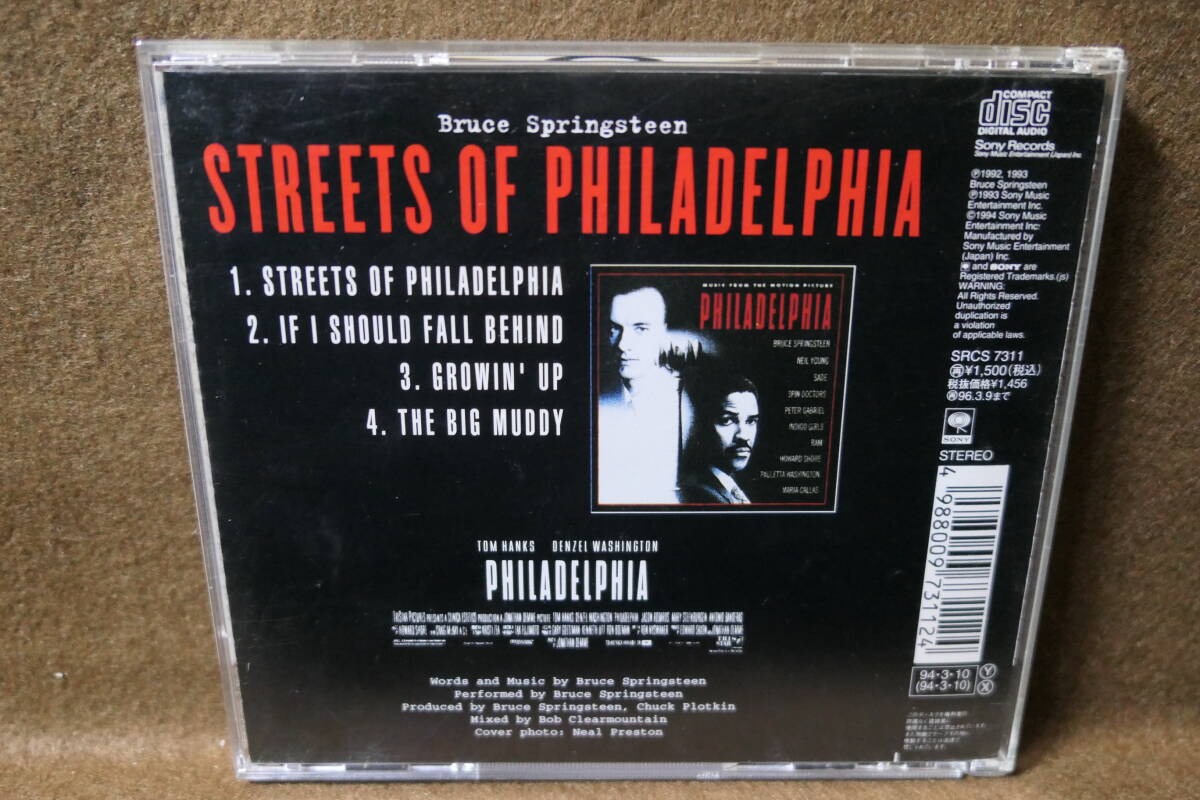 Bruce Springsteen
STREETS OF PHILADELPHIA
1. STREETS OF PHILADELPHIA
2. IF I SHOULD FALL BEHIND
3. GROWIN' UP
4. THE BIG MUDDY
MUSIC FROM THE MOTION PICTURE
PHILADELPHIA
BRUCE SPRINGSTEEN
NEIL YOUNG
SADE
SPIN DOCTORS
PETER GABRIEL
INDIGO GIRLS
RAM
HOWARD SHORE
PAULETTA WASHINGTON
MARIA CALLAS
TOM HANKS DENZEL WASHINGTON
PHILADELPHIA
Words and Music by Bruce Springsteen
Performed by Bruce Springsteen
Produced by Bruce Springsteen, Chuck Plotkin
Mixed by Bob Clearmountain
Cover photo: Neal Preston
COMPACT
disc
DIGITAL AUDIO
Sony Records
Sony Music Entertainment (Japan) Inc.
℗1992, 1993
Bruce Springsteen
℗1993 Sony Music
Entertainment Inc.
©1994 Sony Music
Entertainment Inc.
Manufactured by
Sony Music Entertainment
(Japan) Inc.
and SONY are
Registered Trademarks.(js)
WARNING:
All Rights Reserved.
Unauthorized
duplication is
a violation
of applicable laws.
SRCS 7311
再¥1,500(税込)
税抜価格¥1,456
再96.3.9まで
SONY
STEREO
4 988009 731124
94・3・10
(94・3・10)
Y
X